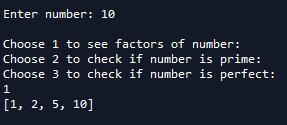 Enter number: 10
Choose 1 to see factors of number:
Choose 2 to check if number is prime:
Choose 3 to check if number is perfect:
1
[1, 2, 5, 10]